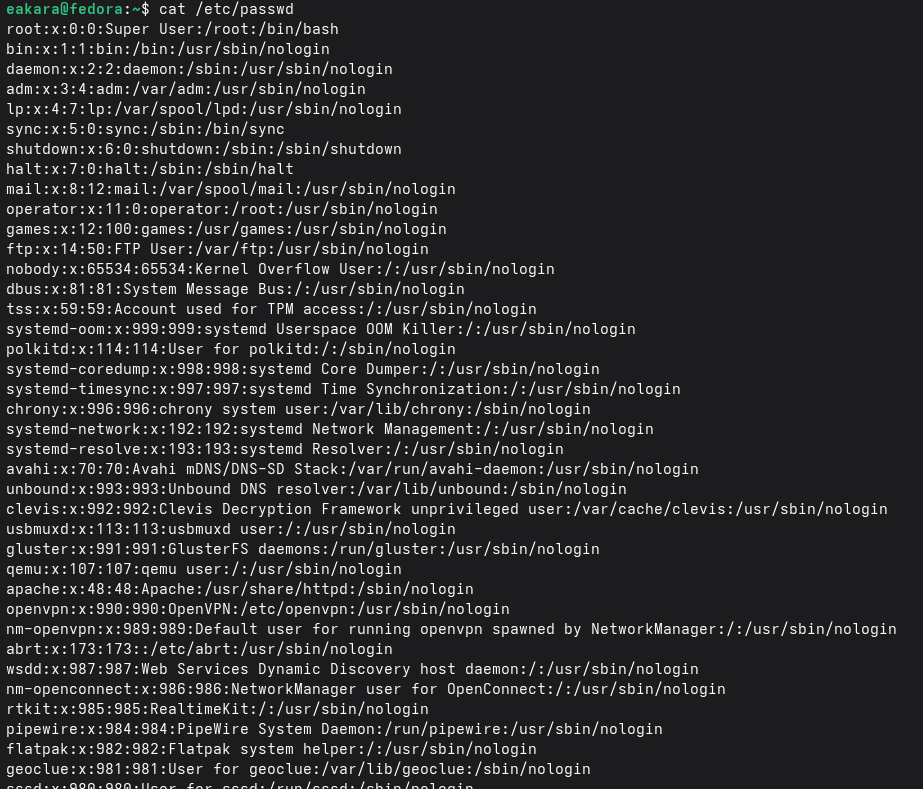 eakara@fedora:~$ cat /etc/passwd
root:x:0:0:Super User:/root:/bin/bash
bin:x:1:1:bin:/bin:/usr/sbin/nologin
daemon:x:2:2:daemon:/sbin:/usr/sbin/nologin
adm:x:3:4:adm:/var/adm:/usr/sbin/nologin
lp:x:4:7:lp:/var/spool/lpd:/usr/sbin/nologin
sync:x:5:0:sync:/sbin:/bin/sync
shutdown:x:6:0:shutdown:/sbin:/sbin/shutdown
halt:x:7:0:halt:/sbin:/sbin/halt
mail:x:8:12:mail:/var/spool/mail:/usr/sbin/nologin
operator:x:11:0:operator:/root:/usr/sbin/nologin
games:x:12:100:games:/usr/games:/usr/sbin/nologin
ftp:x:14:50:FTP User:/var/ftp:/usr/sbin/nologin
nobody:x:65534:65534:Kernel Overflow User:/:/usr/sbin/nologin
dbus:x:81:81:System Message Bus:/:/usr/sbin/nologin
tss:x:59:59:Account used for TPM access:/:/usr/sbin/nologin
systemd-oom:x:999:999:systemd Userspace OOM Killer:/:/usr/sbin/nologin
polkitd:x:114:114:User for polkitd:/:/sbin/nologin
systemd-coredump:x:998:998:systemd Core Dumper:/:/usr/sbin/nologin
systemd-timesync:x:997:997:systemd Time Synchronization:/:/usr/sbin/nologin
chrony:x:996:996:chrony system user:/var/lib/chrony:/sbin/nologin
systemd-network:x:192:192:systemd Network Management:/:/usr/sbin/nologin
systemd-resolve:x:193:193:systemd Resolver:/:/usr/sbin/nologin
avahi:x:70:70:Avahi mDNS/DNS-SD Stack:/var/run/avahi-daemon:/usr/sbin/nologin
unbound:x:993:993:Unbound DNS resolver:/var/lib/unbound:/sbin/nologin
clevis:x:992:992:Clevis Decryption Framework unprivileged user:/var/cache/clevis:/usr/sbin/nologin
usbmuxd:x:113:113:usbmuxd user:/:/usr/sbin/nologin
gluster:x:991:991:GlusterFS daemons:/run/gluster:/usr/sbin/nologin
qemu:x:107:107:qemu user:/:/usr/sbin/nologin
apache:x:48:48:Apache:/usr/share/httpd:/sbin/nologin
openvpn:x:990:990:OpenVPN:/etc/openvpn:/usr/sbin/nologin
nm-openvpn:x:989:989:Default user for running openvpn spawned by NetworkManager:/:/usr/sbin/nologin
abrt:x:173:173::/etc/abrt:/usr/sbin/nologin
wsdd:x:987:987:Web Services Dynamic Discovery host daemon:/:/usr/sbin/nologin
nm-openconnect:x:986:986:NetworkManager user for OpenConnect:/:/usr/sbin/nologin
rtkit:x:985:985:RealtimeKit:/:/usr/sbin/nologin
pipewire:x:984:984:PipeWire System Daemon:/run/pipewire:/usr/sbin/nologin
flatpak:x:982:982:Flatpak system helper:/:/usr/sbin/nologin
geoclue:x:981:981:User for geoclue:/var/lib/geoclue:/sbin/nologin
sssd:x:980:980:User for sssd:/run/sssd:/sbin/nologin